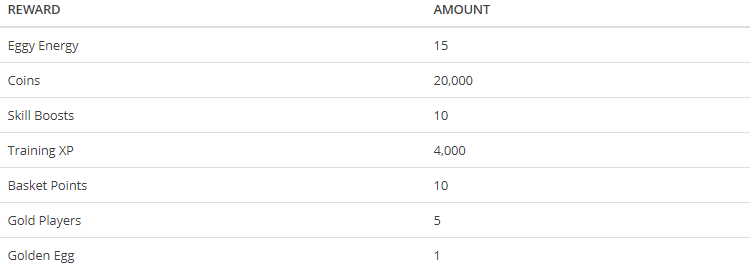 REWARD AMOUNT
Eggy Energy 15
Coins 20,000
Skill Boosts 10
Training XP 4,000
Basket Points 10
Gold Players 5
Golden Egg 1